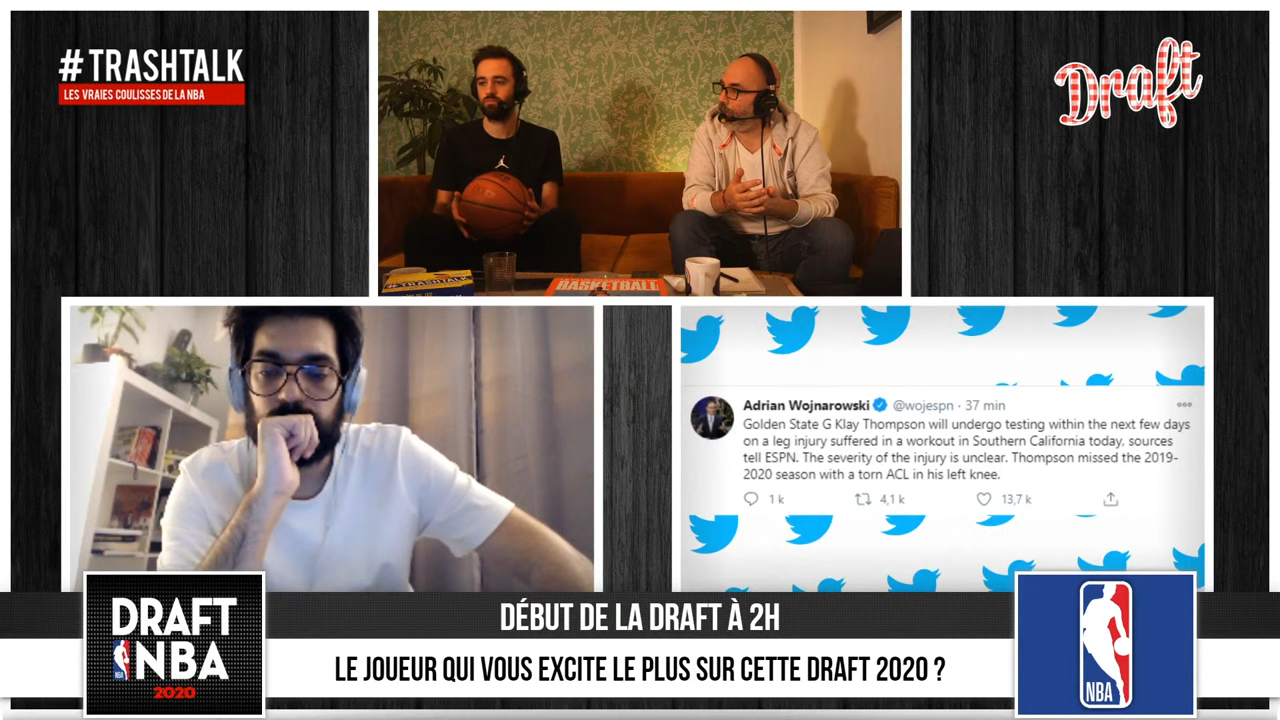 #TRASHTALK
LES VRAIES COULISSES DE LA NBA
Draft
#TRASHTALK
BASKETBALL
Adrian Wojnarowski @wojespn · 37 min
Golden State G Klay Thompson will undergo testing within the next few days
on a leg injury suffered in a workout in Southern California today, sources
tell ESPN. The severity of the injury is unclear. Thompson missed the 2019-
2020 season with a torn ACL in his left knee.
1 k 4,1 k 13,7 k
DRAFT
NBA
2020
DÉBUT DE LA DRAFT À 2H
LE JOUEUR QUI VOUS EXCITE LE PLUS SUR CETTE DRAFT 2020 ?
NBA